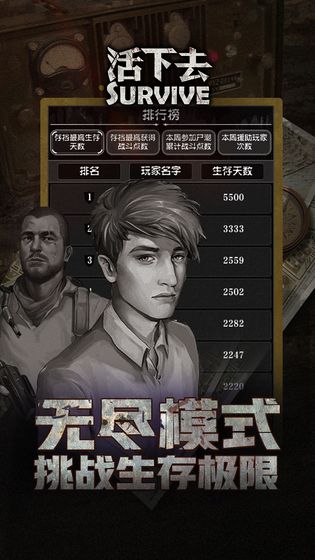 活下去
SURVIVE
排行榜
存档最高生存天数
存档最高获得战斗点数
本周参加尸潮累计战斗点数
本周援助玩家次数
排名 玩家名字 生存天数
1 5500
2 3333
3 2559
2502
2282
2247
2220
无尽模式
挑战生存极限